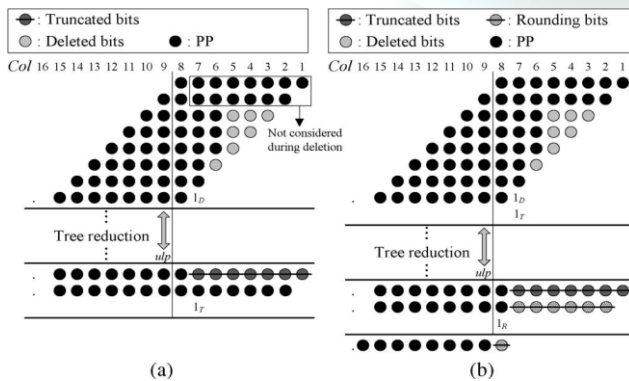 : Truncated bits
: Deleted bits : PP
Col 16 15 14 13 12 11 10 9 8 7 6 5 4 3 2 1
Not considered
during deletion
1D
Tree reduction
ulp
1T
(a)
: Truncated bits : Rounding bits
: Deleted bits : PP
Col 16 15 14 13 12 11 10 9 8 7 6 5 4 3 2 1
1D
1T
Tree reduction
ulp
1R
(b)